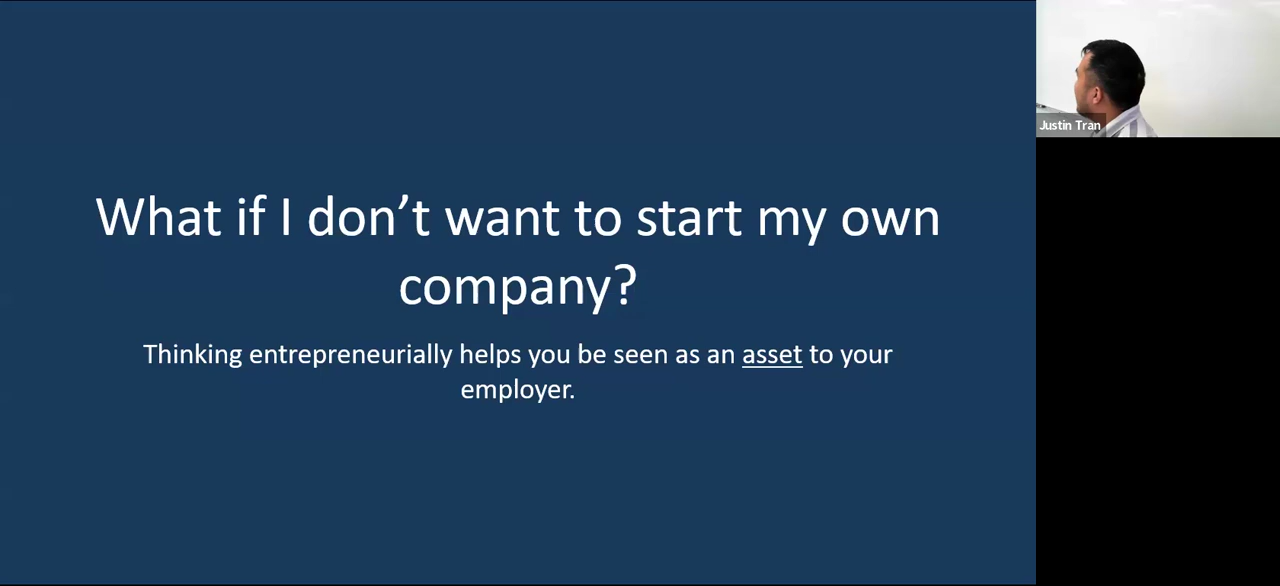 What if I don’t want to start my own
company?
Thinking entrepreneurially helps you be seen as an asset to your
employer.
Justin Tran